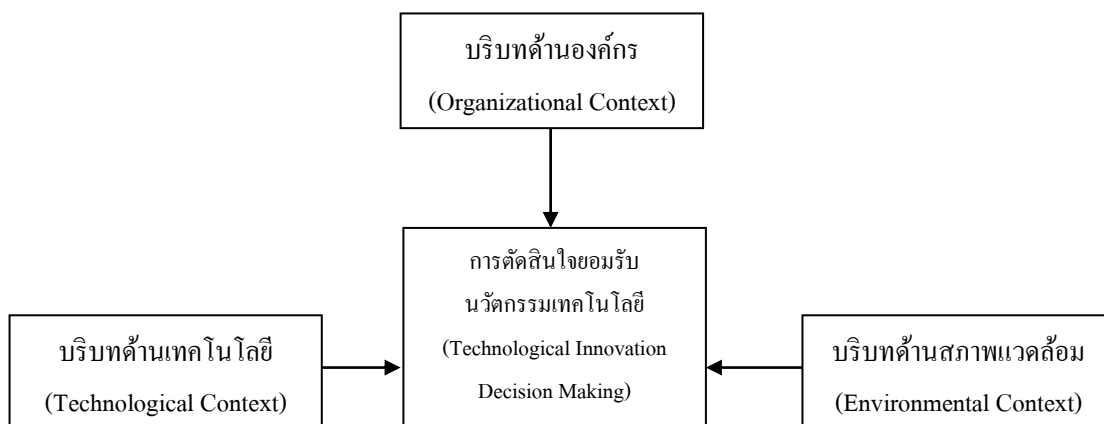 บริบทด้านองค์กร
(Organizational Context)
การตัดสินใจยอมรับ
นวัตกรรมเทคโนโลยี
(Technological Innovation
Decision Making)
บริบทด้านเทคโนโลยี
(Technological Context)
บริบทด้านสภาพแวดล้อม
(Environmental Context)